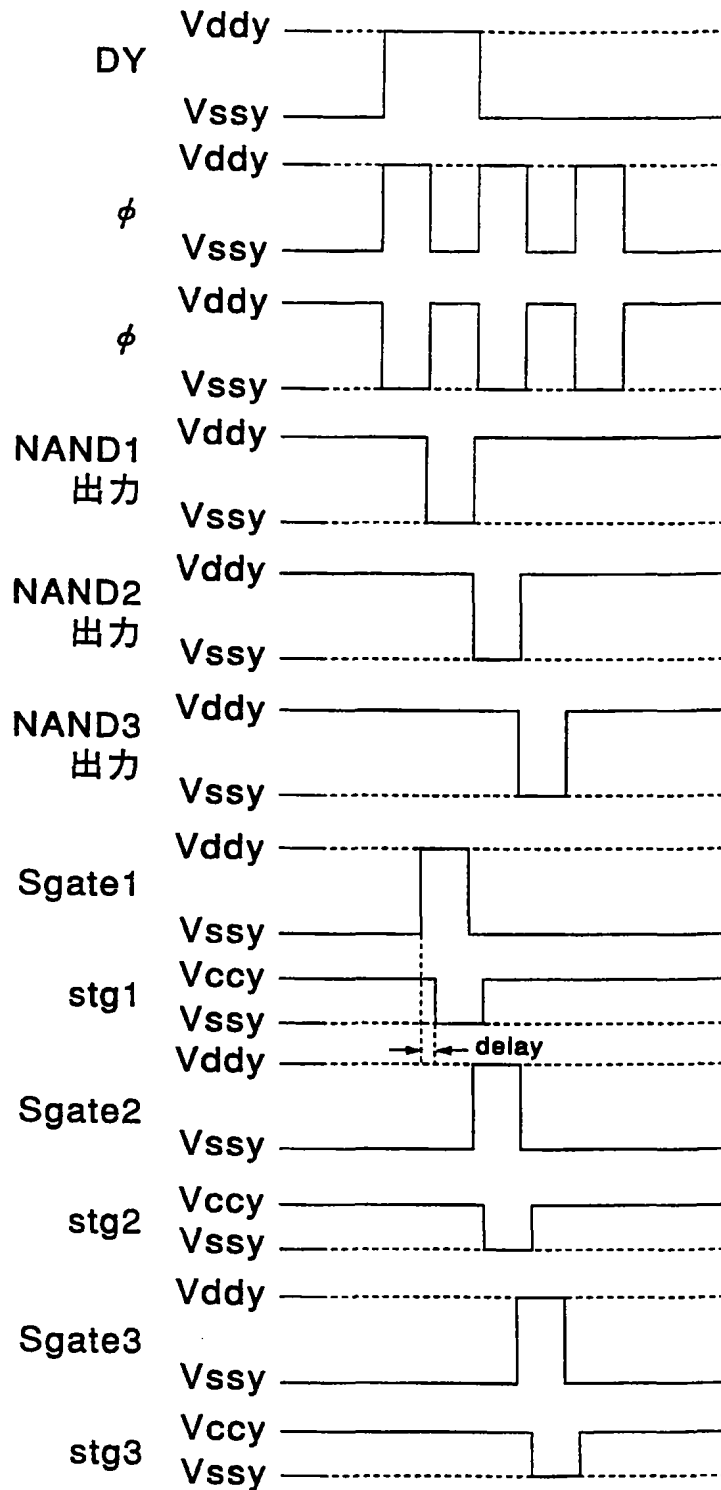 Vddy
DY
Vssy
Vddy
φ
Vssy
Vddy
φ
Vssy
Vddy
NAND1
出力
Vssy
Vddy
NAND2
出力
Vssy
Vddy
NAND3
出力
Vssy
Vddy
Sgate1
Vssy
Vccy
stg1
Vssy
delay
Vddy
Sgate2
Vssy
Vccy
stg2
Vssy
Vddy
Sgate3
Vssy
Vccy
stg3
Vssy